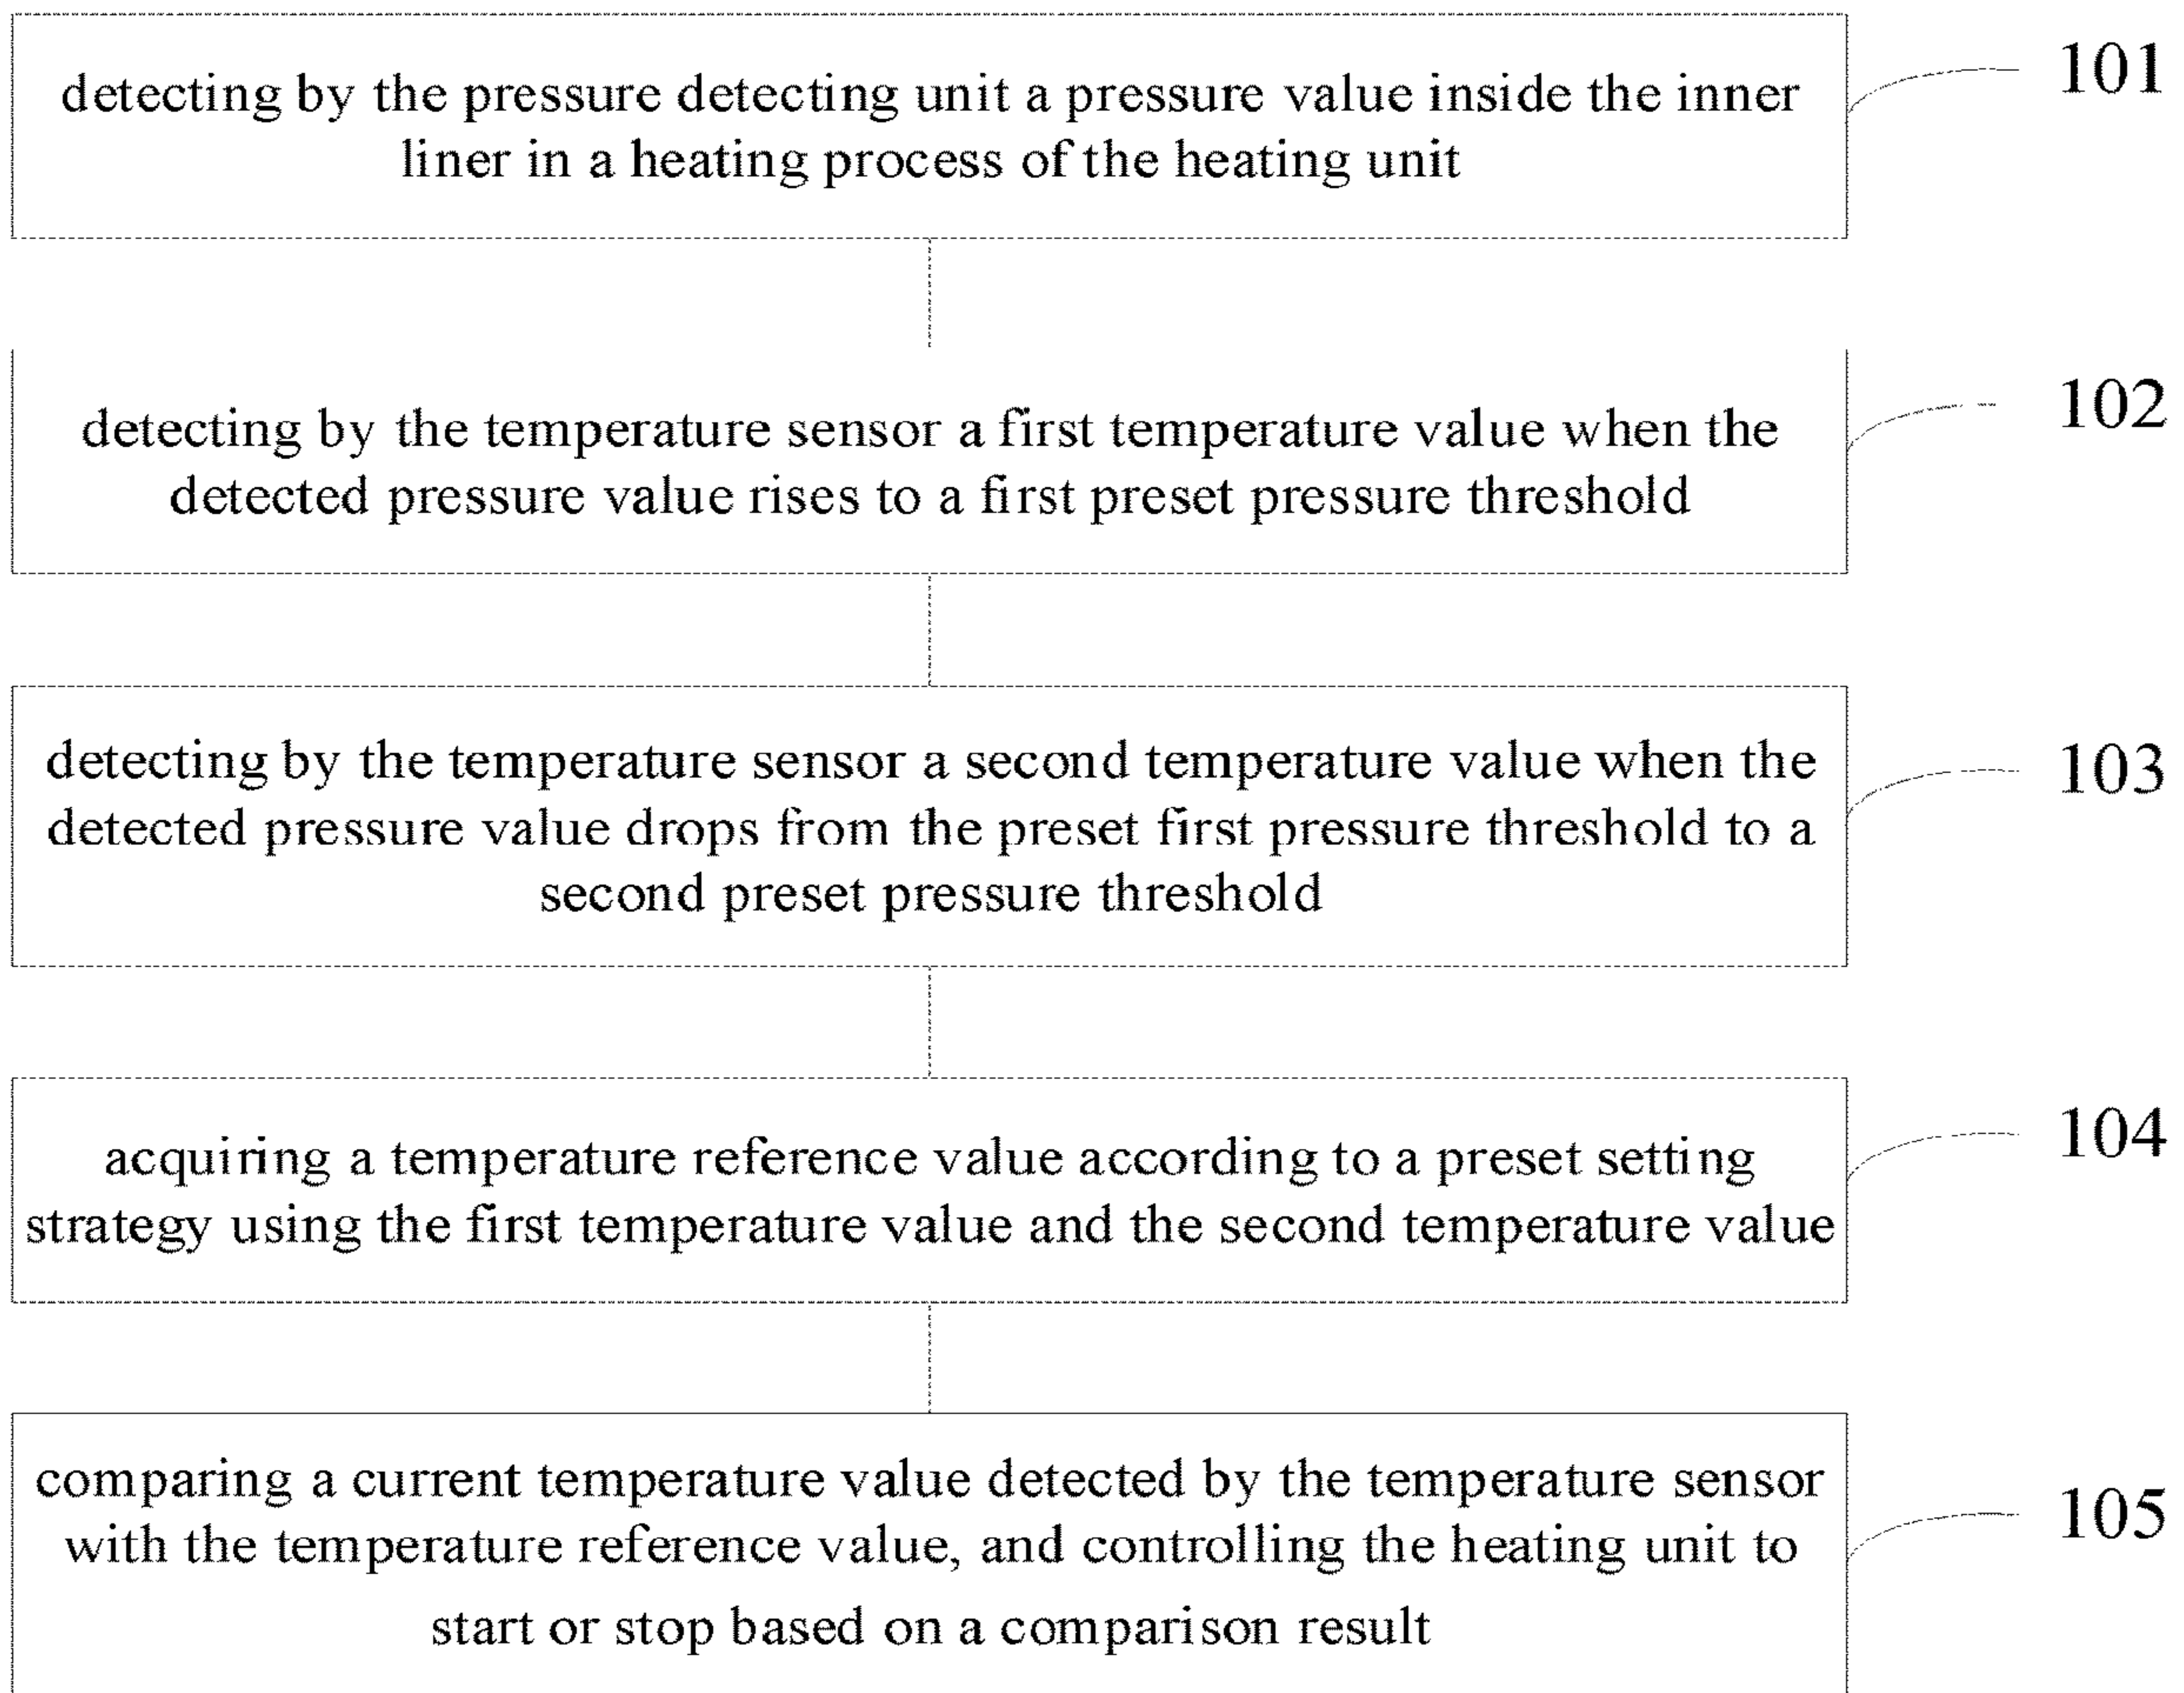 detecting by the pressure detecting unit a pressure value inside the inner
liner in a heating process of the heating unit
101
detecting by the temperature sensor a first temperature value when the
detected pressure value rises to a first preset pressure threshold
102
detecting by the temperature sensor a second temperature value when the
detected pressure value drops from the preset first pressure threshold to a
second preset pressure threshold
103
acquiring a temperature reference value according to a preset setting
strategy using the first temperature value and the second temperature value
104
comparing a current temperature value detected by the temperature sensor
with the temperature reference value, and controlling the heating unit to
start or stop based on a comparison result
105